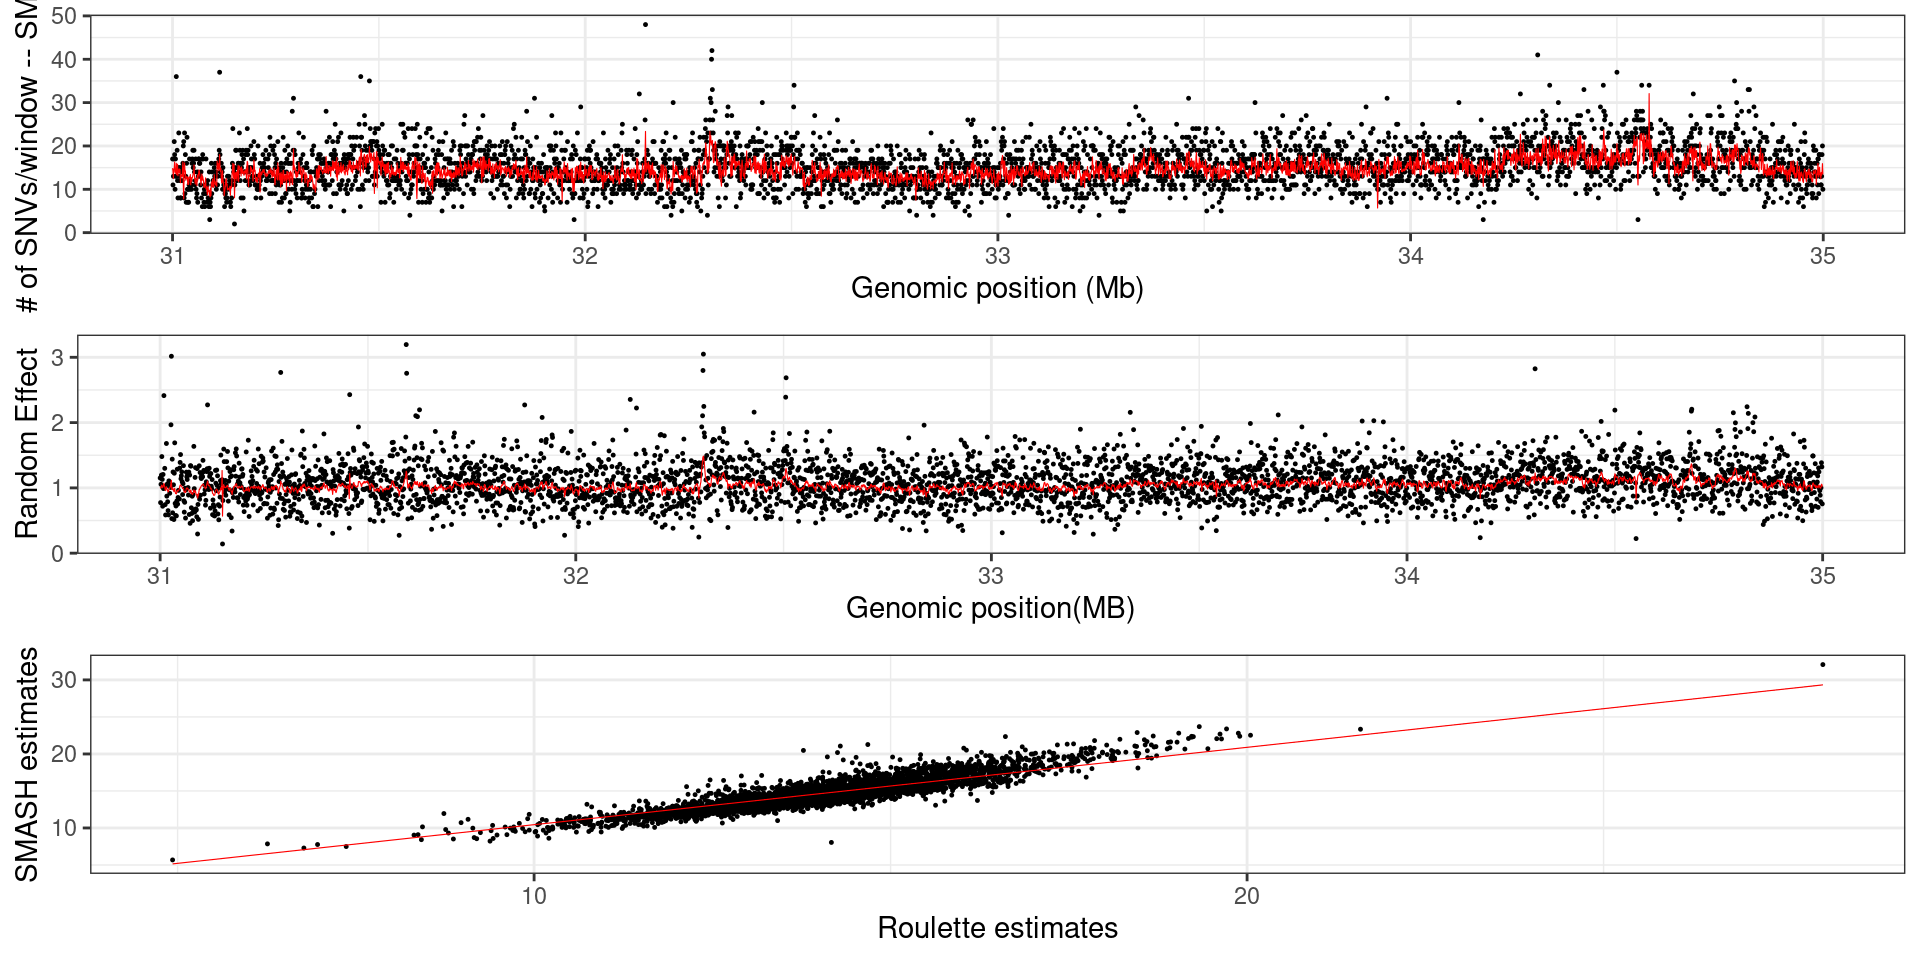 # of SNVs/window -- SM
50
40
30
20
10
0
31 32 33 34 35
Genomic position (Mb)
Random Effect
3
2
1
0
31 32 33 34 35
Genomic position(MB)
SMASH estimates
30
20
10
10 20
Roulette estimates